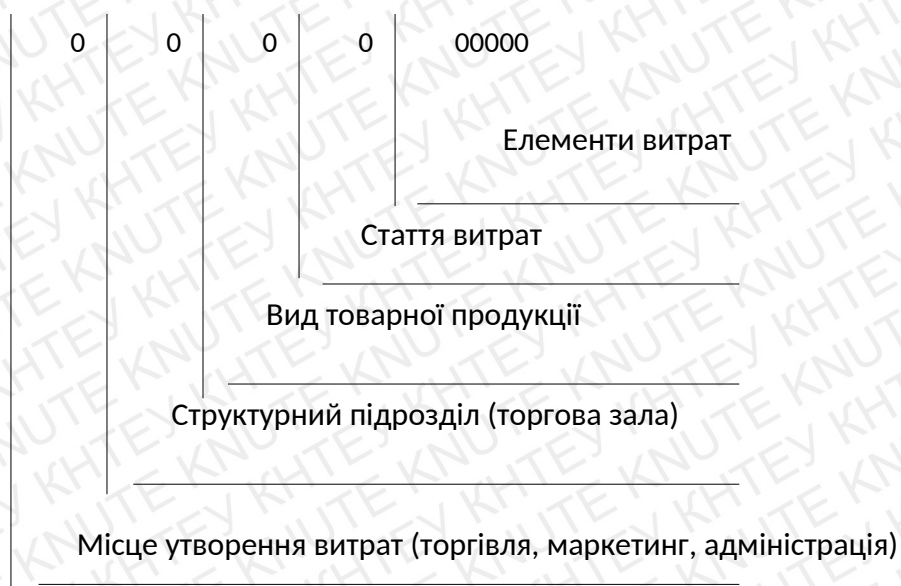 0 0 0 0 00000
Елементи витрат
Стаття витрат
Вид товарної продукції
Структурний підрозділ (торгова зала)
Місце утворення витрат (торгівля, маркетинг, адміністрація)